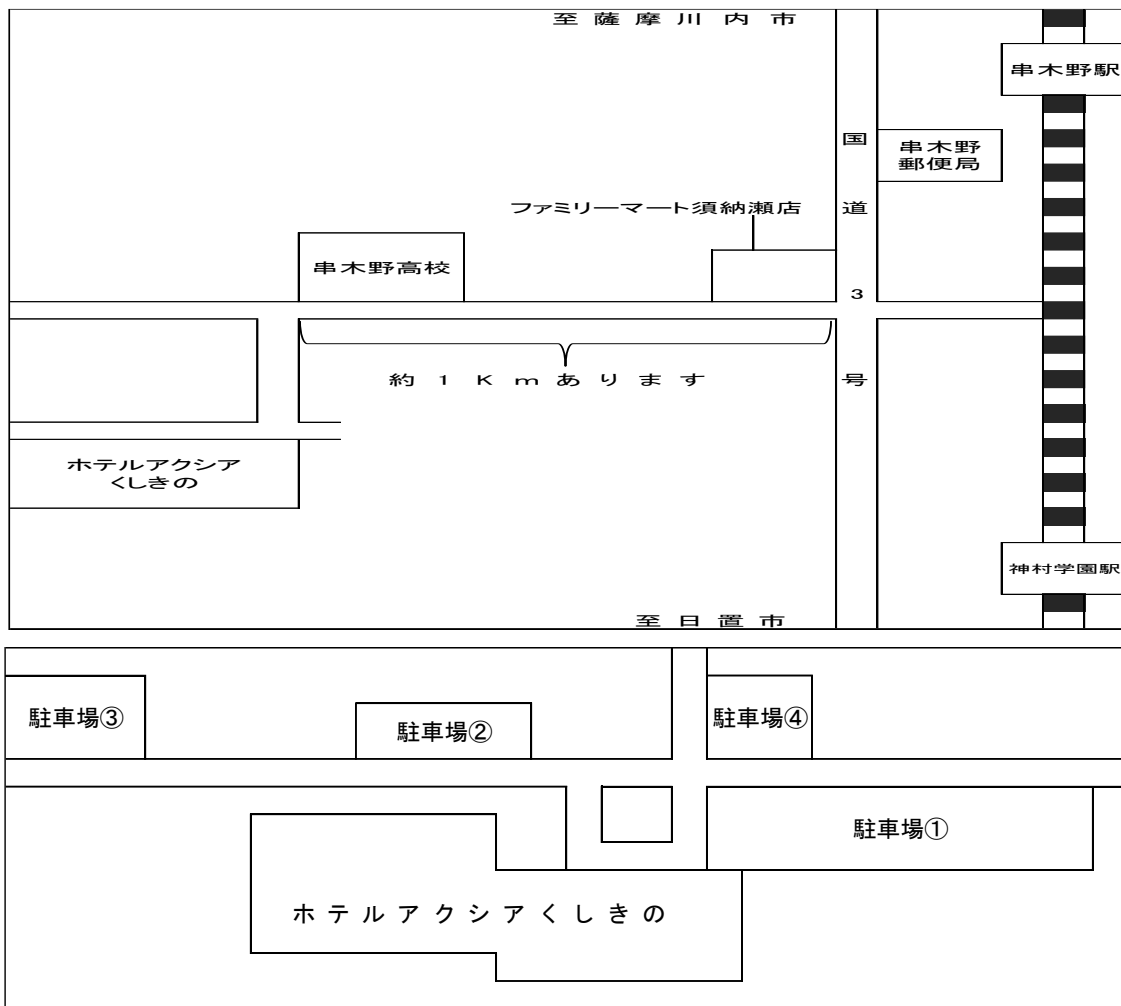 至薩摩川内市
串木野駅
国道3号
串木野
郵便局
ファミリーマート須納瀬店
串木野高校
約1Kmあります
ホテルアクシア
くしきの
神村学園駅
至日置市
駐車場③
駐車場②
駐車場④
駐車場①
ホテルアクシアくしきの